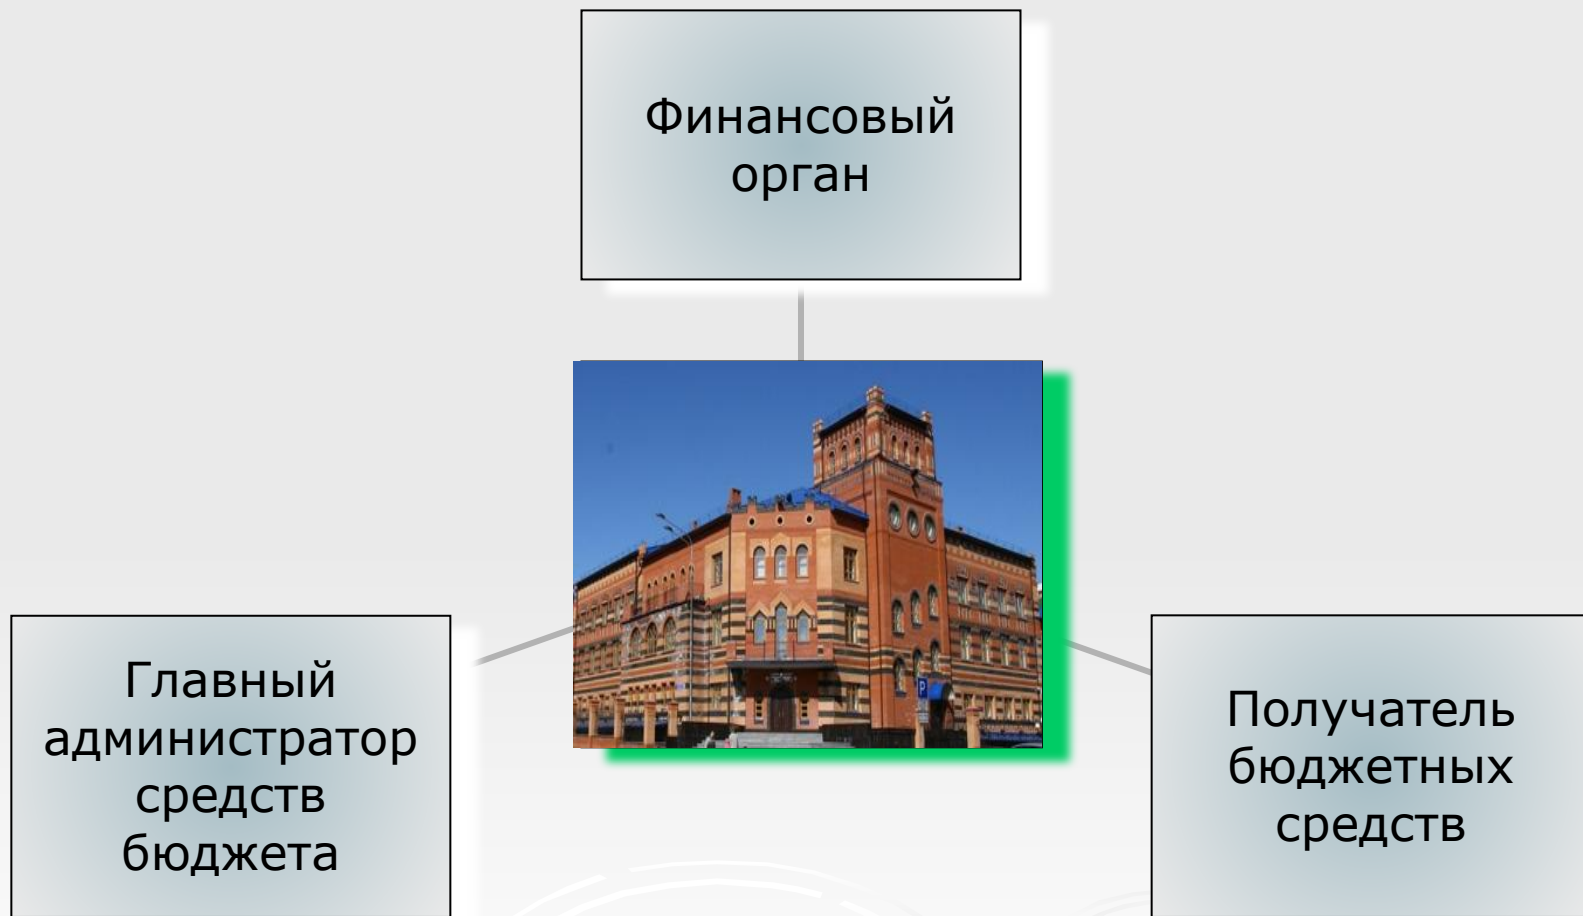 Финансовый
орган
Главный
администратор
средств
бюджета
Получатель
бюджетных
средств
P